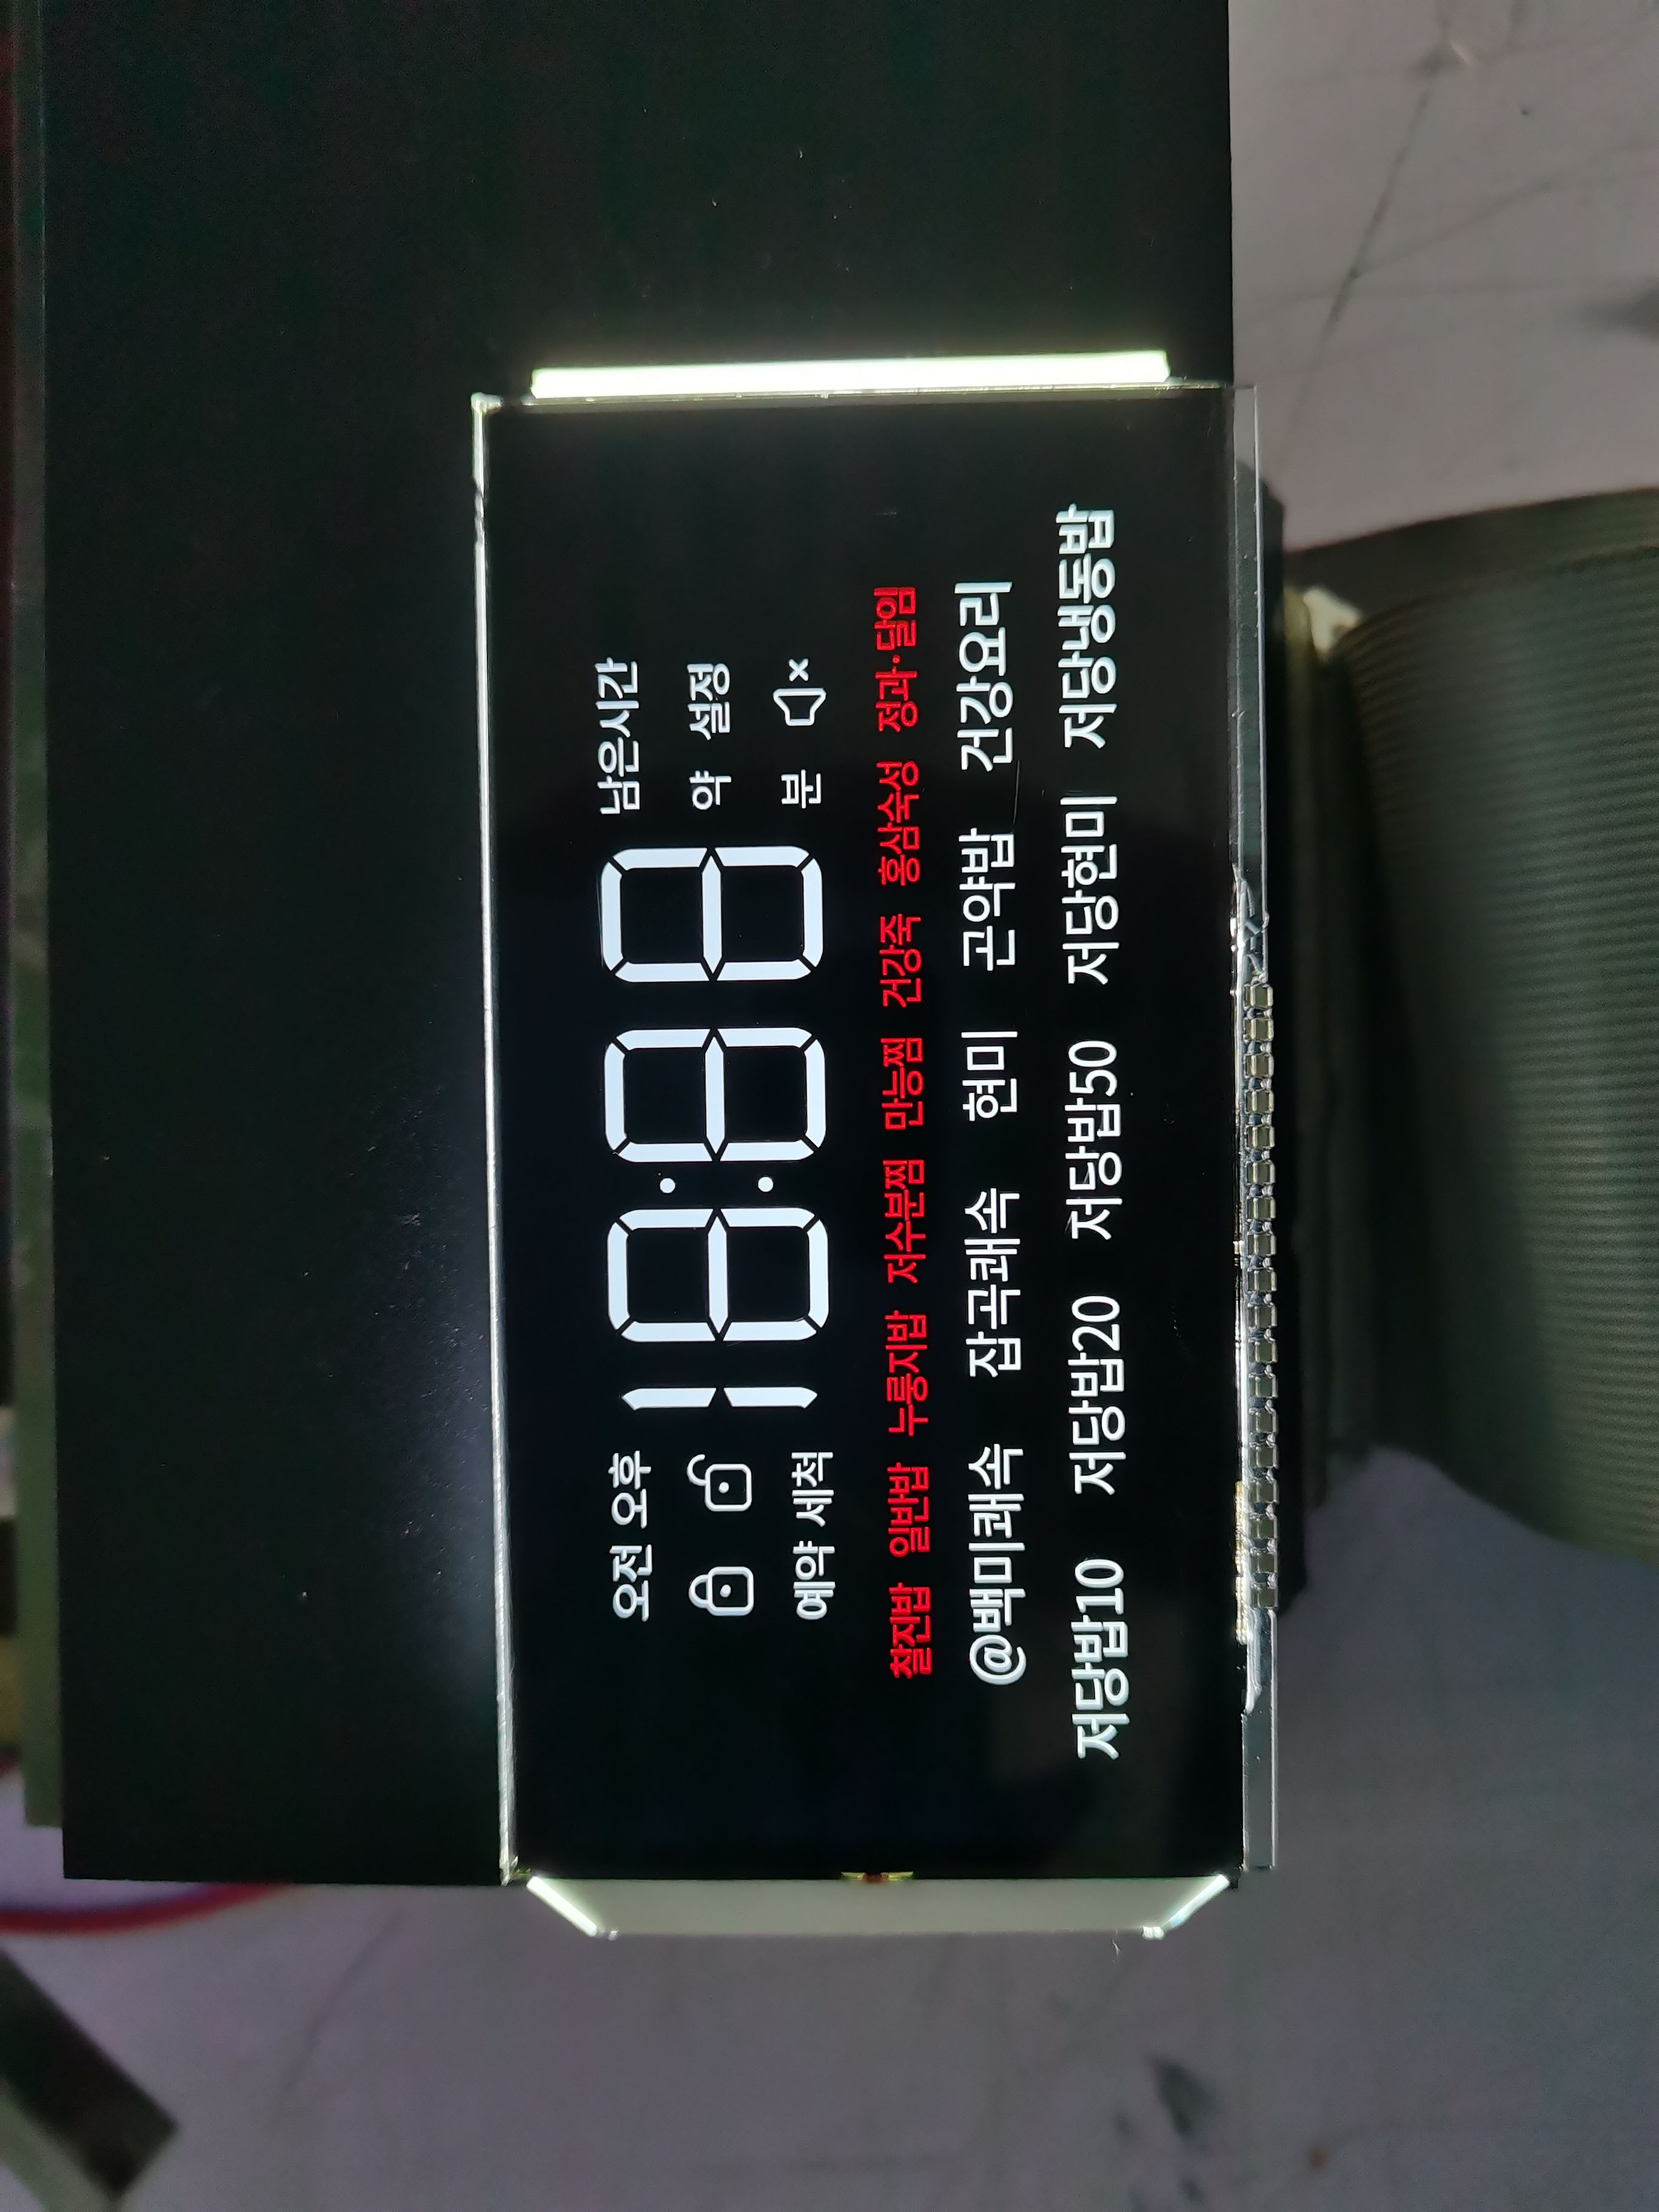 오전 오후 18:88 남은시간
약 설정
예약 세척 분
찰진밥 일반밥 누룽지밥 저수분찜 만능찜 건강죽 홍삼숙성 정과·달임
@백미쾌속 잡곡쾌속 현미 곤약밥 건강요리
저당밥10 저당밥20 저당밥50 저당현미 저당냉동밥